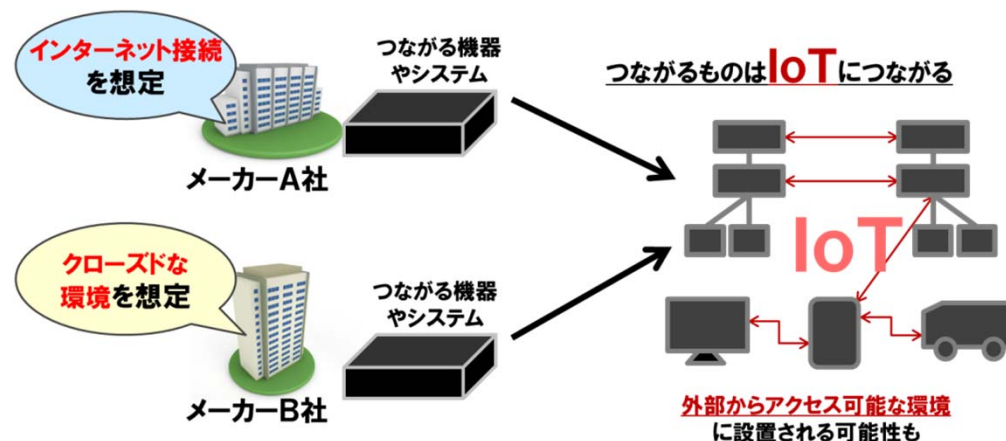 インターネット接続
を想定
つながる機器
やシステム
メーカーA社
クローズドな
環境を想定
つながる機器
やシステム
メーカーB社
つながるものはIoTにつながる
IoT
外部からアクセス可能な環境
に設置される可能性も